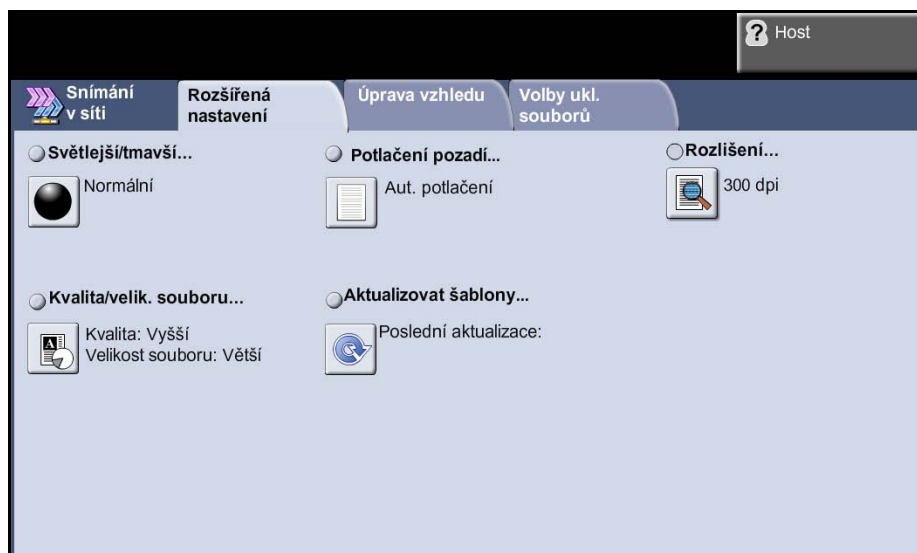 Host
Snímání
v síti
Rozšířená
nastavení
Úprava vzhledu
Volby ukl.
souborů
Světlejší/tmavší...
Normální
Potlačení pozadí...
Aut. potlačení
Rozlišení...
300 dpi
Kvalita/velik. souboru...
Kvalita: Vyšší
Velikost souboru: Větší
Aktualizovat šablony...
Poslední aktualizace: